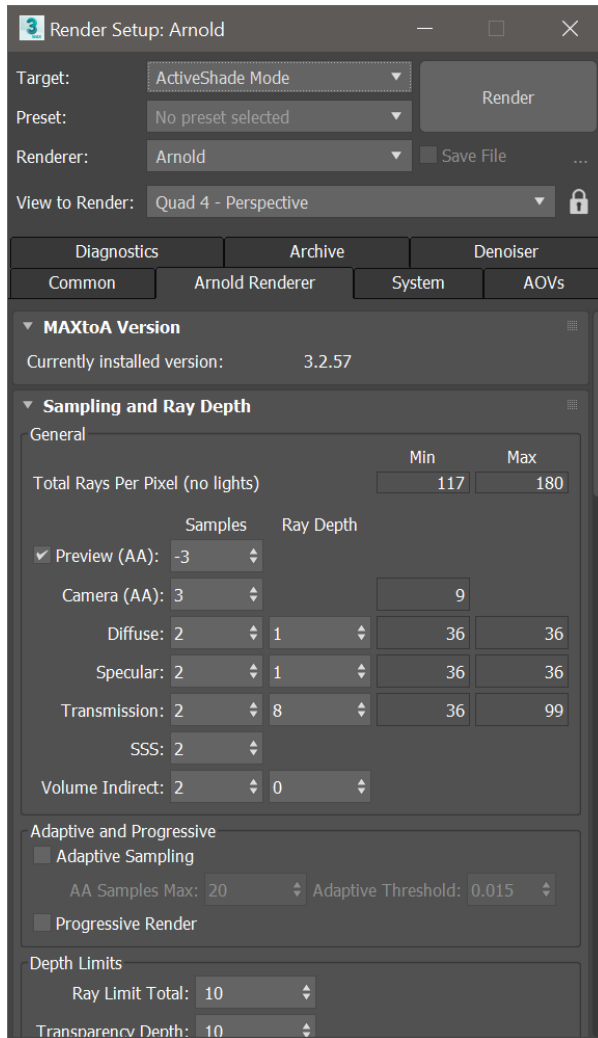 3 MAX Render Setup: Arnold
Target: ActiveShade Mode
Render
Preset: No preset selected
Renderer: Arnold Save File ...
View to Render: Quad 4 - Perspective
Diagnostics Archive Denoiser
Common Arnold Renderer System AOVs
MAXtoA Version
Currently installed version: 3.2.57
Sampling and Ray Depth
General
Min Max
Total Rays Per Pixel (no lights) 117 180
Samples Ray Depth
Preview (AA): -3
Camera (AA): 3 9
Diffuse: 2 1 36 36
Specular: 2 1 36 36
Transmission: 2 8 36 99
SSS: 2
Volume Indirect: 2 0
Adaptive and Progressive
Adaptive Sampling
AA Samples Max: 20 Adaptive Threshold: 0.015
Progressive Render
Depth Limits
Ray Limit Total: 10
Transparency Depth: 10